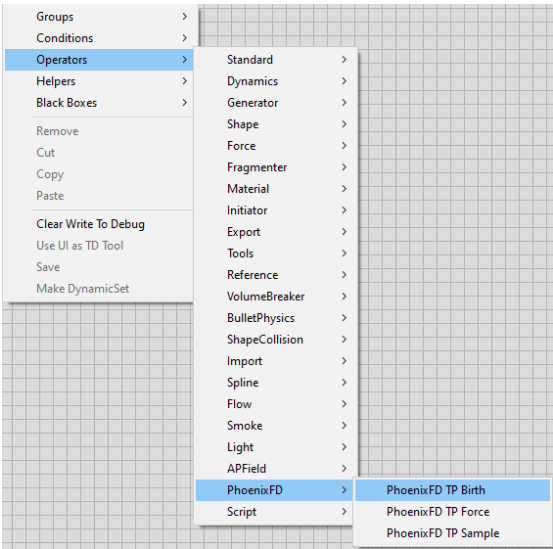 Groups
Conditions
Operators
Helpers
Black Boxes
Remove
Cut
Copy
Paste
Clear Write To Debug
Use UI as TD Tool
Save
Make DynamicSet
Standard
Dynamics
Generator
Shape
Force
Fragmenter
Material
Initiator
Export
Tools
Reference
VolumeBreaker
BulletPhysics
ShapeCollision
Import
Spline
Flow
Smoke
Light
APField
PhoenixFD
Script
PhoenixFD TP Birth
PhoenixFD TP Force
PhoenixFD TP Sample